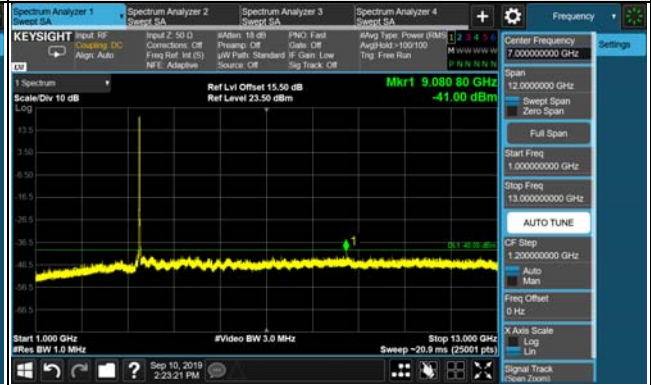 Spectrum Analyzer 1
Swept SA
Spectrum Analyzer 2
Swept SA
Spectrum Analyzer 3
Swept SA
Spectrum Analyzer 4
Swept SA
+
Frequency
KEYSIGHT
Input: RF
Coupling: DC
Align: Auto
Input Z: 50 Ω
Corrections: Off
Freq Ref: Int (S)
NFE: Adaptive
#Atten: 18 dB
Preamp: Off
µW Path: Standard
Source: Off
PNO: Fast
Gate: Off
IF Gain: Low
Sig Track: Off
#Avg Type: Power (RMS
Avg|Hold:>100/100
Trig: Free Run
1 2 3 4 5 6
M W W W W W
P N N N N N
LXI
1 Spectrum
Scale/Div 10 dB
Log
Ref Lvl Offset 15.50 dB
Ref Level 23.50 dBm
Mkr1 9.080 80 GHz
-41.00 dBm
13.5
3.50
-6.50
-16.5
-26.5
-36.5
-46.5
-56.5
-66.5
1
DL1 -40.00 dBm
Start 1.000 GHz
#Res BW 1.0 MHz
#Video BW 3.0 MHz
Stop 13.000 GHz
Sweep ~20.9 ms (25001 pts)
Sep 10, 2019
2:23:21 PM
?
Center Frequency
7.000000000 GHz
Settings
Span
12.0000000 GHz
Swept Span
Zero Span
Full Span
Start Freq
1.000000000 GHz
Stop Freq
13.000000000 GHz
AUTO TUNE
CF Step
1.200000000 GHz
Auto
Man
Freq Offset
0 Hz
X Axis Scale
Log
Lin
Signal Track
(Span Zoom)